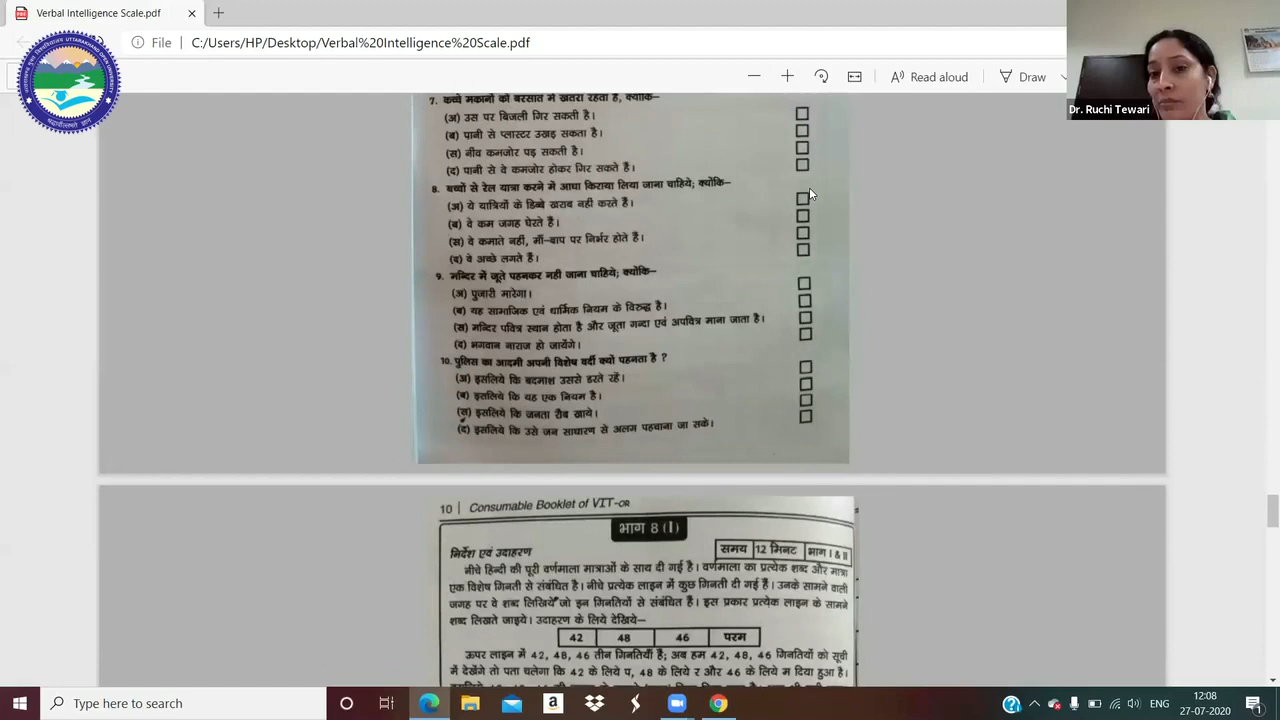 Verbal Intelligence Scale.pdf
File C:/Users/HP/Desktop/Verbal%20Intelligence%20Scale.pdf
Read aloud Draw
Dr. Ruchi Tewari
7. कच्चे मकानों को बरसात में खतरा रहता है, क्योंकि–
(अ) उस पर बिजली गिर सकती है।
(ब) पानी से प्लास्टर उखड़ सकता है।
(स) नींव कमजोर पड़ सकती है।
(द) पानी से वे कमजोर होकर गिर सकते हैं।
8. बच्चों से रेल यात्रा करने में आधा किराया लिया जाना चाहिये; क्योंकि–
(अ) ये यात्रियों के डिब्बे खराब नहीं करते हैं।
(ब) वे कम जगह घेरते हैं।
(स) वे कमाते नहीं, माँ-बाप पर निर्भर होते हैं।
(द) वे अच्छे लगते हैं।
9. मन्दिर में जूते पहनकर नहीं जाना चाहिये; क्योंकि–
(अ) पुजारी मारेगा।
(ब) यह सामाजिक एवं धार्मिक नियम के विरुद्ध है।
(स) मन्दिर पवित्र स्थान होता है और जूता गन्दा एवं अपवित्र माना जाता है।
(द) भगवान नाराज हो जायेंगे।
10. पुलिस का आदमी अपनी विशेष वर्दी क्यों पहनता है ?
(अ) इसलिये कि बदमाश उससे डरते रहें।
(ब) इसलिये कि यह एक नियम है।
(स) इसलिये कि जनता रौब खाये।
(द) इसलिये कि उसे जन साधारण से अलग पहचाना जा सके।
10 | Consumable Booklet of VIT-OR
भाग 8 (I)
निर्देश एवं उदाहरण
समय 12 मिनट भाग I & II
नीचे हिन्दी की पूरी वर्णमाला मात्राओं के साथ दी गई है। वर्णमाला का प्रत्येक शब्द और मात्रा
एक विशेष गिनती से संबंधित है। नीचे प्रत्येक लाइन में कुछ गिनती दी गई हैं। उनके सामने वाली
जगह पर वे शब्द लिखिये जो इन गिनतियों से संबंधित हैं। इस प्रकार प्रत्येक लाइन के सामने
शब्द लिखते जाइये। उदाहरण के लिये देखिये–
42 48 46 परम
ऊपर लाइन में 42, 48, 46 तीन गिनतियाँ हैं; अब हम 42, 48, 46 गिनतियों को सूची
में देखेंगे तो पता चलेगा कि 42 के लिये प, 48 के लिये र और 46 के लिये म दिया हुआ है।
Type here to search
ENG
12:08
27-07-2020